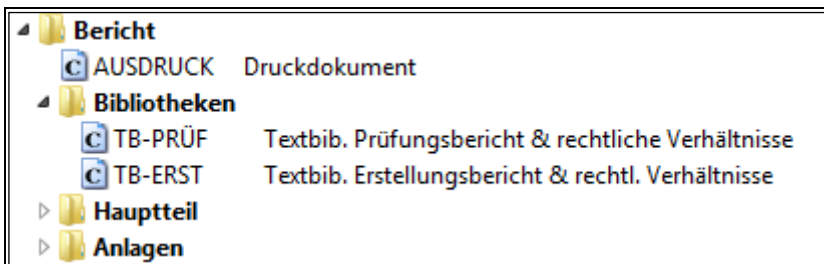 Bericht
AUSDRUCK Druckdokument
Bibliotheken
TB-PRÜF Textbib. Prüfungsbericht & rechtliche Verhältnisse
TB-ERST Textbib. Erstellungsbericht & rechtl. Verhältnisse
Hauptteil
Anlagen